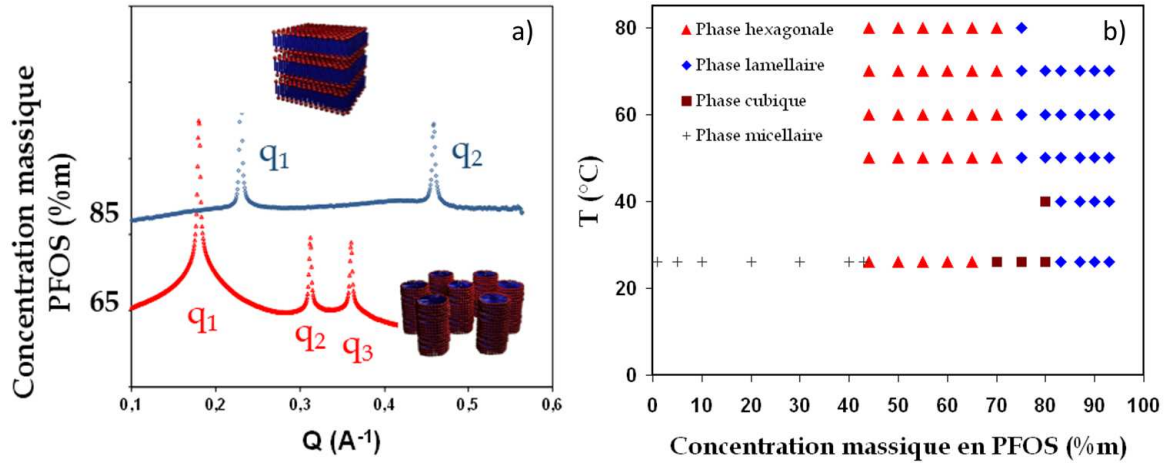 a)
Concentration massique
PFOS (%m)
85
65
q1
q2
q1
q2
q3
0,1
0,2
0,3
0,4
0,5
0,6
Q (A-1)
b)
Phase hexagonale
Phase lamellaire
Phase cubique
Phase micellaire
T (°C)
80
60
40
20
0
0
10
20
30
40
50
60
70
80
90
100
Concentration massique en PFOS (%m)